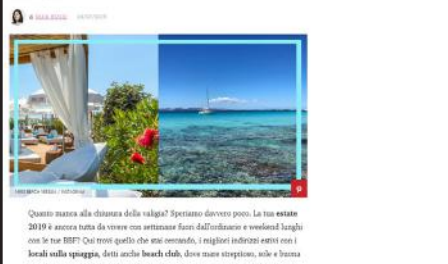 Quanto manca alla chiusura della valigia? Speriamo davvero poco. La tua estate
2019 è ancora tutta da vivere con settimane fuori dall'ordinario e weekend lunghi
con le tue BFF? Qui trovi quello che stai cercando, i migliori indirizzi estivi con i
locali sulla spiaggia, detti anche beach club, dove mare strepitoso, sole e buona